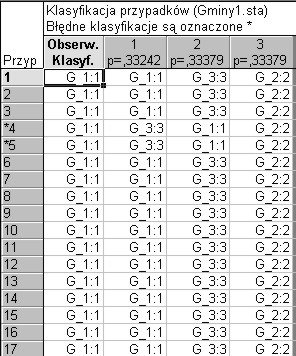 Klasyfikacja przypadków (Gminy1.sta)
Błędne klasyfikacje są oznaczone *
Przyp Obserw. Klasyf. 1 p=,33242 2 p=,33379 3 p=,33379
1 G_1:1 G_1:1 G_3:3 G_2:2
2 G_1:1 G_1:1 G_3:3 G_2:2
3 G_1:1 G_1:1 G_3:3 G_2:2
*4 G_1:1 G_3:3 G_1:1 G_2:2
*5 G_1:1 G_3:3 G_1:1 G_2:2
6 G_1:1 G_1:1 G_3:3 G_2:2
7 G_1:1 G_1:1 G_3:3 G_2:2
8 G_1:1 G_1:1 G_3:3 G_2:2
9 G_1:1 G_1:1 G_3:3 G_2:2
10 G_1:1 G_1:1 G_3:3 G_2:2
11 G_1:1 G_1:1 G_3:3 G_2:2
12 G_1:1 G_1:1 G_3:3 G_2:2
13 G_1:1 G_1:1 G_3:3 G_2:2
14 G_1:1 G_1:1 G_3:3 G_2:2
15 G_1:1 G_1:1 G_3:3 G_2:2
16 G_1:1 G_1:1 G_3:3 G_2:2
17 G_1:1 G_1:1 G_3:3 G_2:2